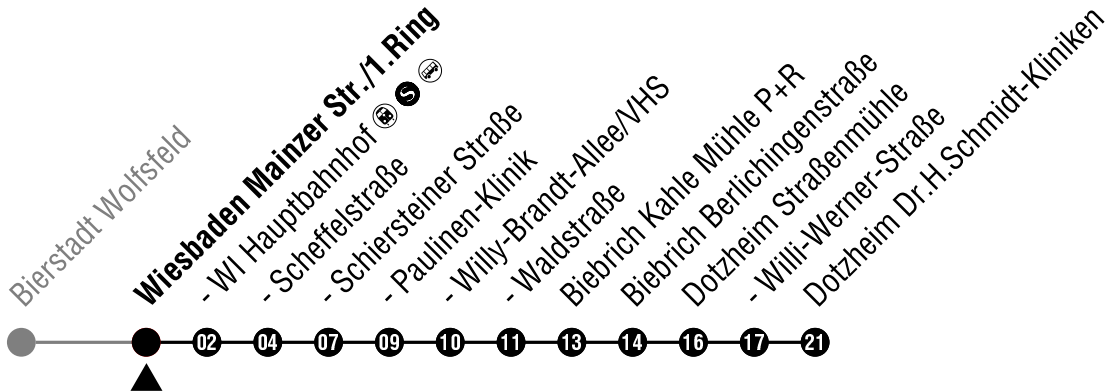 Bierstadt Wolfsfeld
Wiesbaden Mainzer Str./1.Ring
- WI Hauptbahnhof S
- Scheffelstraße
- Schiersteiner Straße
- Paulinen-Klinik
- Willy-Brandt-Allee/VHS
- Waldstraße
Biebrich Kahle Mühle P+R
Biebrich Berlichingenstraße
Dotzheim Straßenmühle
- Willi-Werner-Straße
Dotzheim Dr.H.Schmidt-Kliniken
02 04 07 09 10 11 13 14 16 17 21